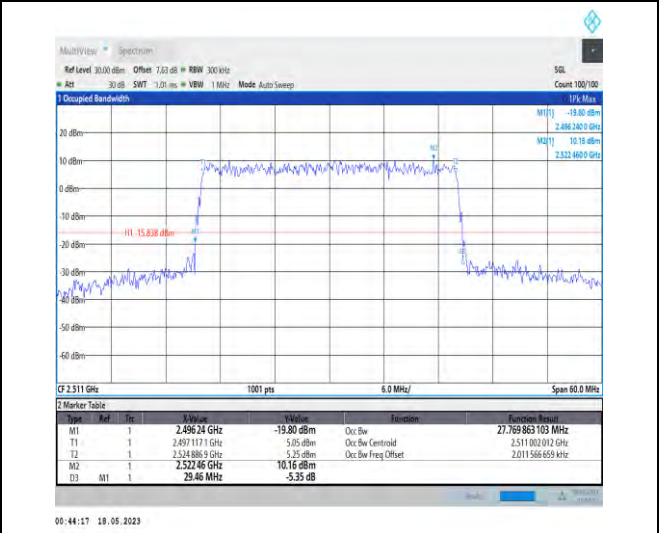 MultiView Spectrum
Ref Level 30.00 dBm Offset 7.63 dB RBW 300 kHz SGL
Att 30 dB SWT 1.01 ms VBW 1 MHz Mode Auto Sweep Count 100/100
1 Occupied Bandwidth 1Pk Max
M1[1] -19.80 dBm
2.496 240 0 GHz
M2[1] 10.16 dBm
2.522 460 0 GHz
20 dBm
10 dBm
0 dBm
-10 dBm
-20 dBm
-30 dBm
-40 dBm
-50 dBm
-60 dBm
H1 -15.838 dBm
M1
T1
M2
T2
CF 2.511 GHz 1001 pts 6.0 MHz/ Span 60.0 MHz
2 Marker Table
Type Ref Trc X-Value Y-Value Function Function Result
M1 1 2.496 24 GHz -19.80 dBm Occ Bw 27.769 863 103 MHz
T1 1 2.497 117 1 GHz 5.05 dBm Occ Bw Centroid 2.511 002 012 GHz
T2 1 2.524 886 9 GHz 5.25 dBm Occ Bw Freq Offset 2.011 566 659 kHz
M2 1 2.522 46 GHz 10.16 dBm
D3 M1 1 29.46 MHz -5.35 dB
00:44:17 18.05.2023